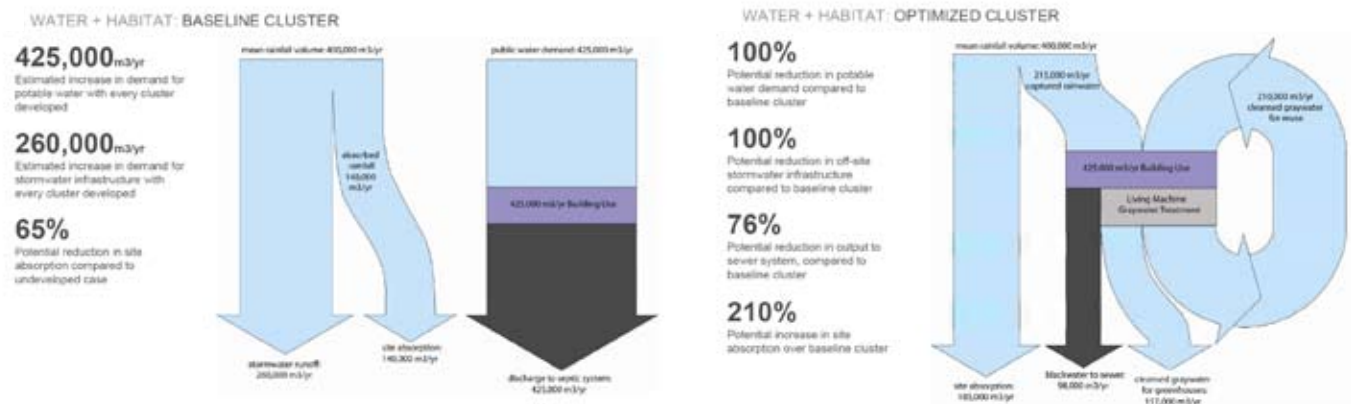 WATER + HABITAT: BASELINE CLUSTER
425,000m3/yr
Estimated increase in demand for
potable water with every cluster
developed
260,000m3/yr
Estimated increase in demand for
stormwater infrastructure with
every cluster developed
65%
Potential reduction in site
absorption compared to
undeveloped case
mean rainfall volume: 400,000 m3/yr
absorbed
rainfall
140,000
m3/yr
stormwater runoff:
260,000 m3/yr
site absorption:
140,000 m3/yr
public water demand: 425,000 m3/yr
425,000 m3/yr Building Use
discharge to septic system:
425,000 m3/yr
WATER + HABITAT: OPTIMIZED CLUSTER
100%
Potential reduction in potable
water demand compared to
baseline cluster
100%
Potential reduction in off-site
stormwater infrastructure
compared to baseline cluster
76%
Potential reduction in output to
sewer system, compared to
baseline cluster
210%
Potential increase in site
absorption over baseline cluster
mean rainfall volume: 400,000 m3/yr
215,000 m3/yr
captured rainwater
210,000 m3/yr
cleansed graywater
for reuse
425,000 m3/yr Building Use
Living Machine
Graywater Treatment
site absorption:
185,000 m3/yr
blackwater to sewer:
98,000 m3/yr
cleansed graywater
for greenhouses:
117,000 m3/yr